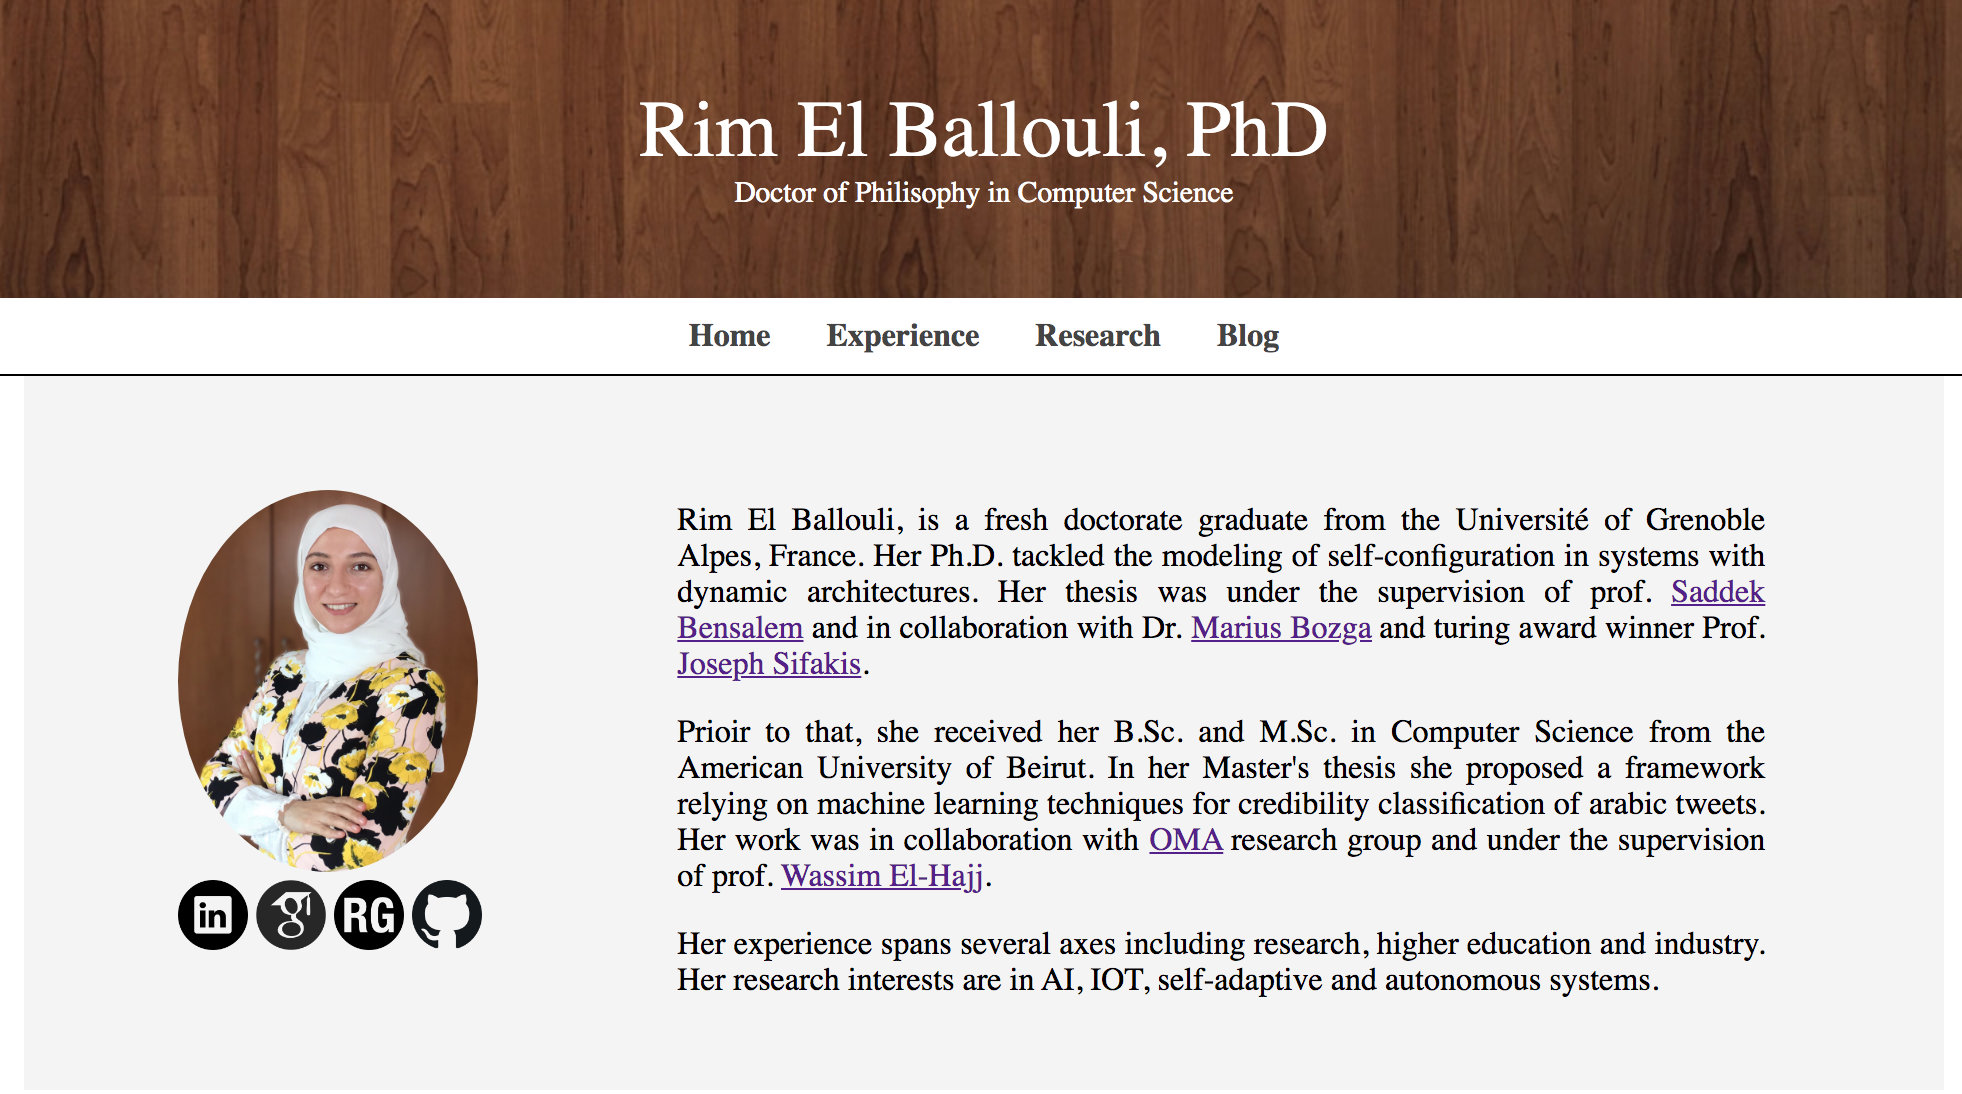 Rim El Ballouli, PhD
Doctor of Philisophy in Computer Science
Home Experience Research Blog
Rim El Ballouli, is a fresh doctorate graduate from the Université of Grenoble
Alpes, France. Her Ph.D. tackled the modeling of self-configuration in systems with
dynamic architectures. Her thesis was under the supervision of prof. Saddek
Bensalem and in collaboration with Dr. Marius Bozga and turing award winner Prof.
Joseph Sifakis.
Prioir to that, she received her B.Sc. and M.Sc. in Computer Science from the
American University of Beirut. In her Master's thesis she proposed a framework
relying on machine learning techniques for credibility classification of arabic tweets.
Her work was in collaboration with OMA research group and under the supervision
of prof. Wassim El-Hajj.
Her experience spans several axes including research, higher education and industry.
Her research interests are in AI, IOT, self-adaptive and autonomous systems.
in g RG